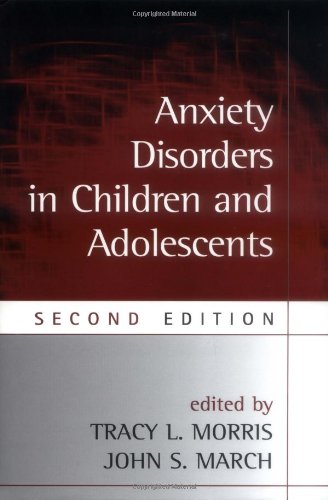 Anxiety
Disorders
in Children and
Adolescents
SECOND EDITION
edited by
TRACY L. MORRIS
JOHN S. MARCH